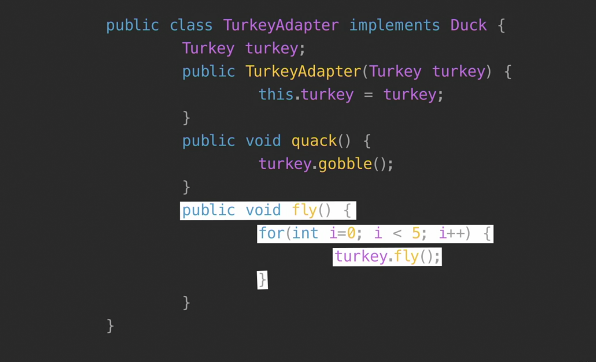 public class TurkeyAdapter implements Duck {
Turkey turkey;
public TurkeyAdapter(Turkey turkey) {
this.turkey = turkey;
}
public void quack() {
turkey.gobble();
}
public void fly() {
for(int i=0; i < 5; i++) {
turkey.fly();
}
}
}